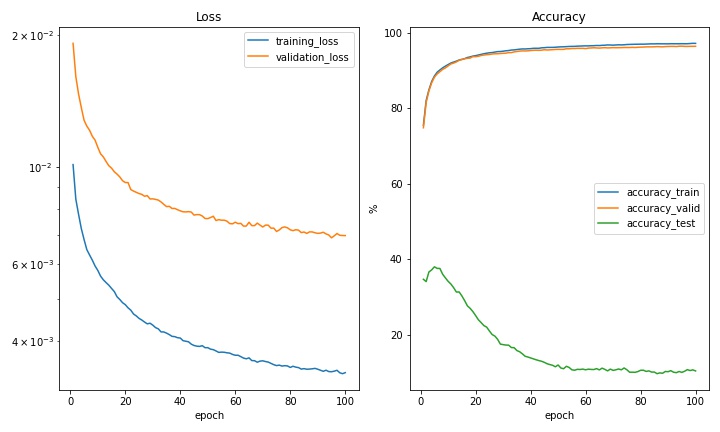 Loss
2 × 10⁻²
10⁻²
6 × 10⁻³
4 × 10⁻³
0
20
40
60
80
100
epoch
training_loss
validation_loss
Accuracy
100
80
60
40
20
%
0
20
40
60
80
100
epoch
accuracy_train
accuracy_valid
accuracy_test